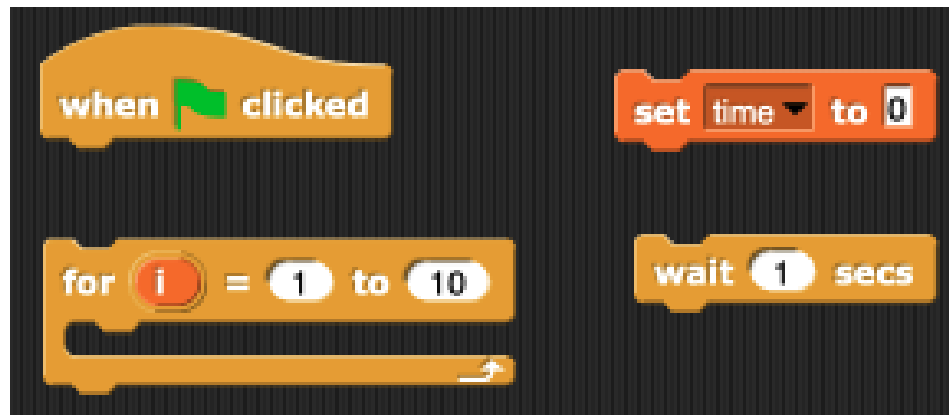 when clicked
set time to 0
for i = 1 to 10
wait 1 secs